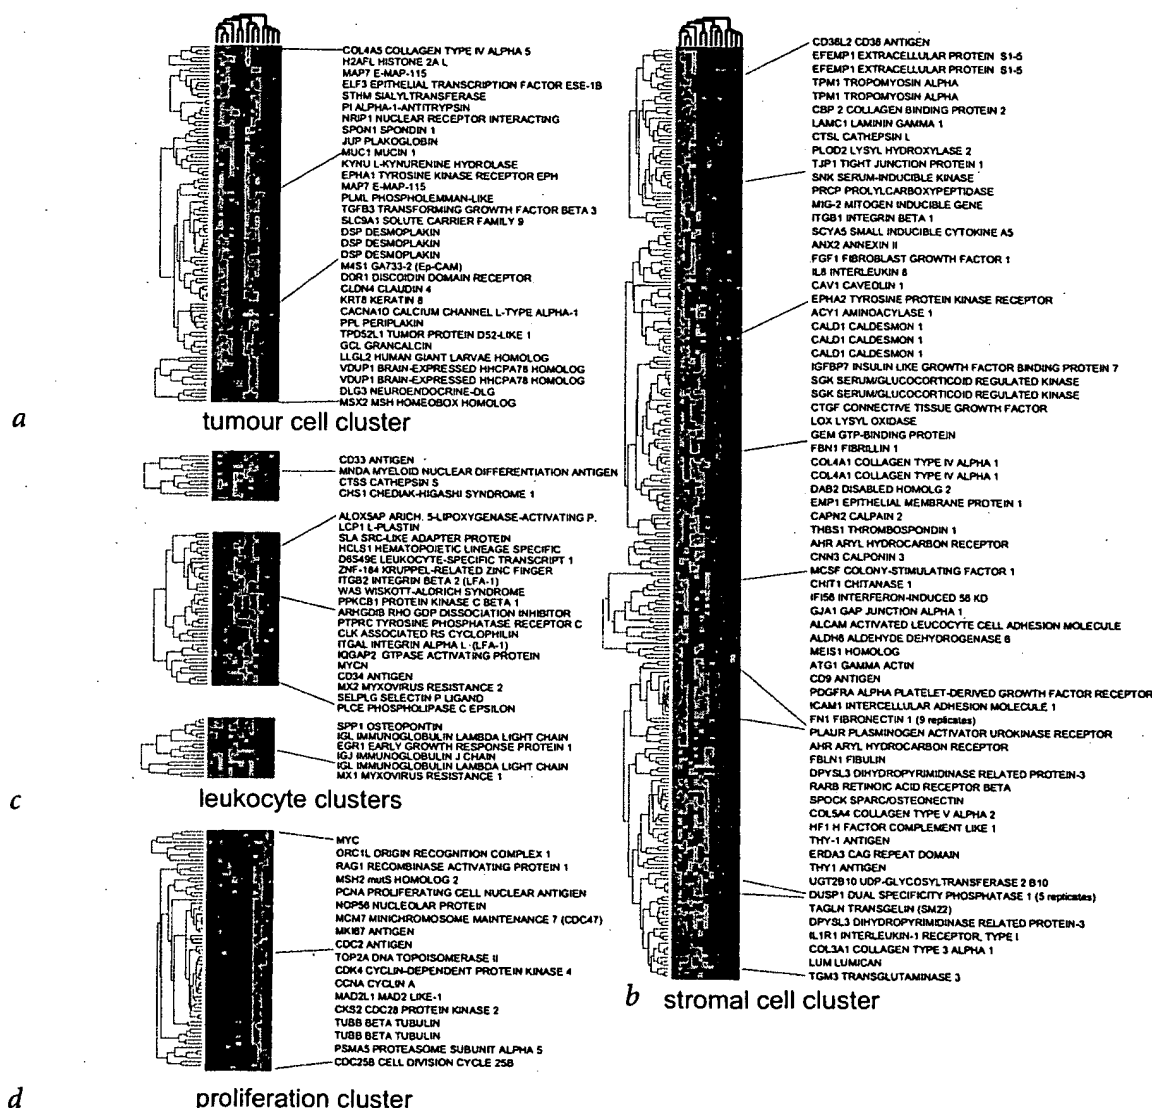 COL4A5 COLLAGEN TYPE IV ALPHA 5
H2AFL HISTONE 2A L
MAP7 E-MAP-115
ELF3 EPITHELIAL TRANSCRIPTION FACTOR ESE-1B
STHM SIALYLTRANSFERASE
PI ALPHA-1-ANTITRYPSIN
NRIP1 NUCLEAR RECEPTOR INTERACTING
SPON1 SPONDIN 1
JUP PLAKOGLOBIN
MUC1 MUCIN 1
KYNU L-KYNURENINE HYDROLASE
EPHA1 TYROSINE KINASE RECEPTOR EPH
MAP7 E-MAP-115
PLML PHOSPHOLEMMAN-LIKE
TGFB3 TRANSFORMING GROWTH FACTOR BETA 3
SLC9A1 SOLUTE CARRIER FAMILY 9
DSP DESMOPLAKIN
DSP DESMOPLAKIN
DSP DESMOPLAKIN
M4S1 GA733-2 (Ep-CAM)
DDR1 DISCOIDIN DOMAIN RECEPTOR
CLDN4 CLAUDIN 4
KRT8 KERATIN 8
CACNA1D CALCIUM CHANNEL L-TYPE ALPHA-1
PPL PERIPLAKIN
TPD52L1 TUMOR PROTEIN D52-LIKE 1
GCL GRANCALCIN
LLGL2 HUMAN GIANT LARVAE HOMOLOG
VDUP1 BRAIN-EXPRESSED HHCPA78 HOMOLOG
VDUP1 BRAIN-EXPRESSED HHCPA78 HOMOLOG
DLG3 NEUROENDOCRINE-DLG
MSX2 MSH HOMEOBOX HOMOLOG
a tumour cell cluster
CD33 ANTIGEN
MNDA MYELOID NUCLEAR DIFFERENTIATION ANTIGEN
CTSS CATHEPSIN S
CHS1 CHEDIAK-HIGASHI SYNDROME 1
ALOX5AP ARICH. 5-LIPOXYGENASE-ACTIVATING P.
LCP1 L-PLASTIN
SLA SRC-LIKE ADAPTER PROTEIN
HCLS1 HEMATOPOIETIC LINEAGE SPECIFIC
D6S49E LEUKOCYTE-SPECIFIC TRANSCRIPT 1
ZNF-184 KRUPPEL-RELATED ZINC FINGER
ITGB2 INTEGRIN BETA 2 (LFA-1)
WAS WISKOTT-ALDRICH SYNDROME
PPKCB1 PROTEIN KINASE C BETA 1
ARHGDIB RHO GDP DISSOCIATION INHIBITOR
PTPRC TYROSINE PHOSPHATASE RECEPTOR C
CLK ASSOCIATED RS CYCLOPHILIN
ITGAL INTEGRIN ALPHA L (LFA-1)
IQGAP2 GTPASE ACTIVATING PROTEIN
MYCN
CD34 ANTIGEN
MX2 MYXOVIRUS RESISTANCE 2
SELPLG SELECTIN P LIGAND
PLCE PHOSPHOLIPASE C EPSILON
SPP1 OSTEOPONTIN
IGL IMMUNOGLOBULIN LAMBDA LIGHT CHAIN
EGR1 EARLY GROWTH RESPONSE PROTEIN 1
IGJ IMMUNOGLOBULIN J CHAIN
IGL IMMUNOGLOBULIN LAMBDA LIGHT CHAIN
MX1 MYXOVIRUS RESISTANCE 1
c leukocyte clusters
MYC
ORC1L ORIGIN RECOGNITION COMPLEX 1
RAG1 RECOMBINASE ACTIVATING PROTEIN 1
MSH2 mutS HOMOLOG 2
PCNA PROLIFERATING CELL NUCLEAR ANTIGIEN
NOP56 NUCLEOLAR PROTEIN
MCM7 MINICHROMOSOME MAINTENANCE 7 (CDC47)
MKI67 ANTIGEN
CDC2 ANTIGEN
TOP2A DNA TOPOISOMERASE II
CDK4 CYCLIN-DEPENDENT PROTEIN KINASE 4
CCNA CYCLIN A
MAD2L1 MAD2 LIKE-1
CKS2 CDC28 PROTEIN KINASE 2
TUBB BETA TUBULIN
TUBB BETA TUBULIN
PSMA5 PROTEASOME SUBUNIT ALPHA 5
CDC25B CELL DIVISION CYCLE 25B
d proliferation cluster
CD36L2 CD36 ANTIGEN
EFEMP1 EXTRACELLULAR PROTEIN S1-5
EFEMP1 EXTRACELLULAR PROTEIN S1-5
TPM1 TROPOMYOSIN ALPHA
TPM1 TROPOMYOSIN ALPHA
CBP 2 COLLAGEN BINDING PROTEIN 2
LAMC1 LAMININ GAMMA 1
CTSL CATHEPSIN L
PLOD2 LYSYL HYDROXYLASE 2
TJP1 TIGHT JUNCTION PROTEIN 1
SNK SERUM-INDUCIBLE KINASE
PRCP PROLYLCARBOXYPEPTIDASE
MIG-2 MITOGEN INDUCIBLE GENE
ITGB1 INTEGRIN BETA 1
SCYA5 SMALL INDUCIBLE CYTOKINE A5
ANX2 ANNEXIN II
FGF1 FIBROBLAST GROWTH FACTOR 1
IL6 INTERLEUKIN 6
CAV1 CAVEOLIN 1
EPHA2 TYROSINE PROTEIN KINASE RECEPTOR
ACY1 AMINOACYLASE 1
CALD1 CALDESMON 1
CALD1 CALDESMON 1
CALD1 CALDESMON 1
IGFBP7 INSULIN LIKE GROWTH FACTOR BINDING PROTEIN 7
SGK SERUM/GLUCOCORTICOID REGULATED KINASE
SGK SERUM/GLUCOCORTICOID REGULATED KINASE
CTGF CONNECTIVE TISSUE GROWTH FACTOR
LOX LYSYL OXIDASE
GEM GTP-BINDING PROTEIN
FBN1 FIBRILLIN 1
COL4A1 COLLAGEN TYPE IV ALPHA 1
COL4A1 COLLAGEN TYPE IV ALPHA 1
DAB2 DISABLED HOMOLG 2
EMP1 EPITHELIAL MEMBRANE PROTEIN 1
CAPN2 CALPAIN 2
THBS1 THROMBOSPONDIN 1
AHR ARYL HYDROCARBON RECEPTOR
CNN3 CALPONIN 3
MCSF COLONY-STIMULATING FACTOR 1
CHIT1 CHITANASE 1
IFI56 INTERFERON-INDUCED 56 KD
GJA1 GAP JUNCTION ALPHA 1
ALCAM ACTIVATED LEUCOCYTE CELL ADHESION MOLECULE
ALDH6 ALDEHYDE DEHYDROGENASE 6
MEIS1 HOMOLOG
ATG1 GAMMA ACTIN
CD9 ANTIGEN
PDGFRA ALPHA PLATELET-DERIVED GROWTH FACTOR RECEPTOR
ICAM1 INTERCELLULAR ADHESION MOLECULE 1
FN1 FIBRONECTIN 1 (9 replicates)
PLAUR PLASMINOGEN ACTIVATOR UROKINASE RECEPTOR
AHR ARYL HYDROCARBON RECEPTOR
FBLN1 FIBULIN
DPYSL3 DIHYDROPYRIMIDINASE RELATED PROTEIN-3
RARB RETINOIC ACID RECEPTOR BETA
SPOCK SPARC/OSTEONECTIN
COL5A4 COLLAGEN TYPE V ALPHA 2
HF1 H FACTOR COMPLEMENT LIKE 1
THY-1 ANTIGEN
ERDA3 CAG REPEAT DOMAIN
THY1 ANTIGEN
UGT2B10 UDP-GLYCOSYLTRANSFERASE 2 B10
DUSP1 DUAL SPECIFICITY PHOSPHATASE 1 (5 replicates)
TAGLN TRANSGELIN (SM22)
DPYSL3 DIHYDROPYRIMIDINASE RELATED PROTEIN-3
IL1R1 INTERLEUKIN-1 RECEPTOR, TYPE I
COL3A1 COLLAGEN TYPE 3 ALPHA 1
LUM LUMICAN
TGM3 TRANSGLUTAMINASE 3
b stromal cell cluster